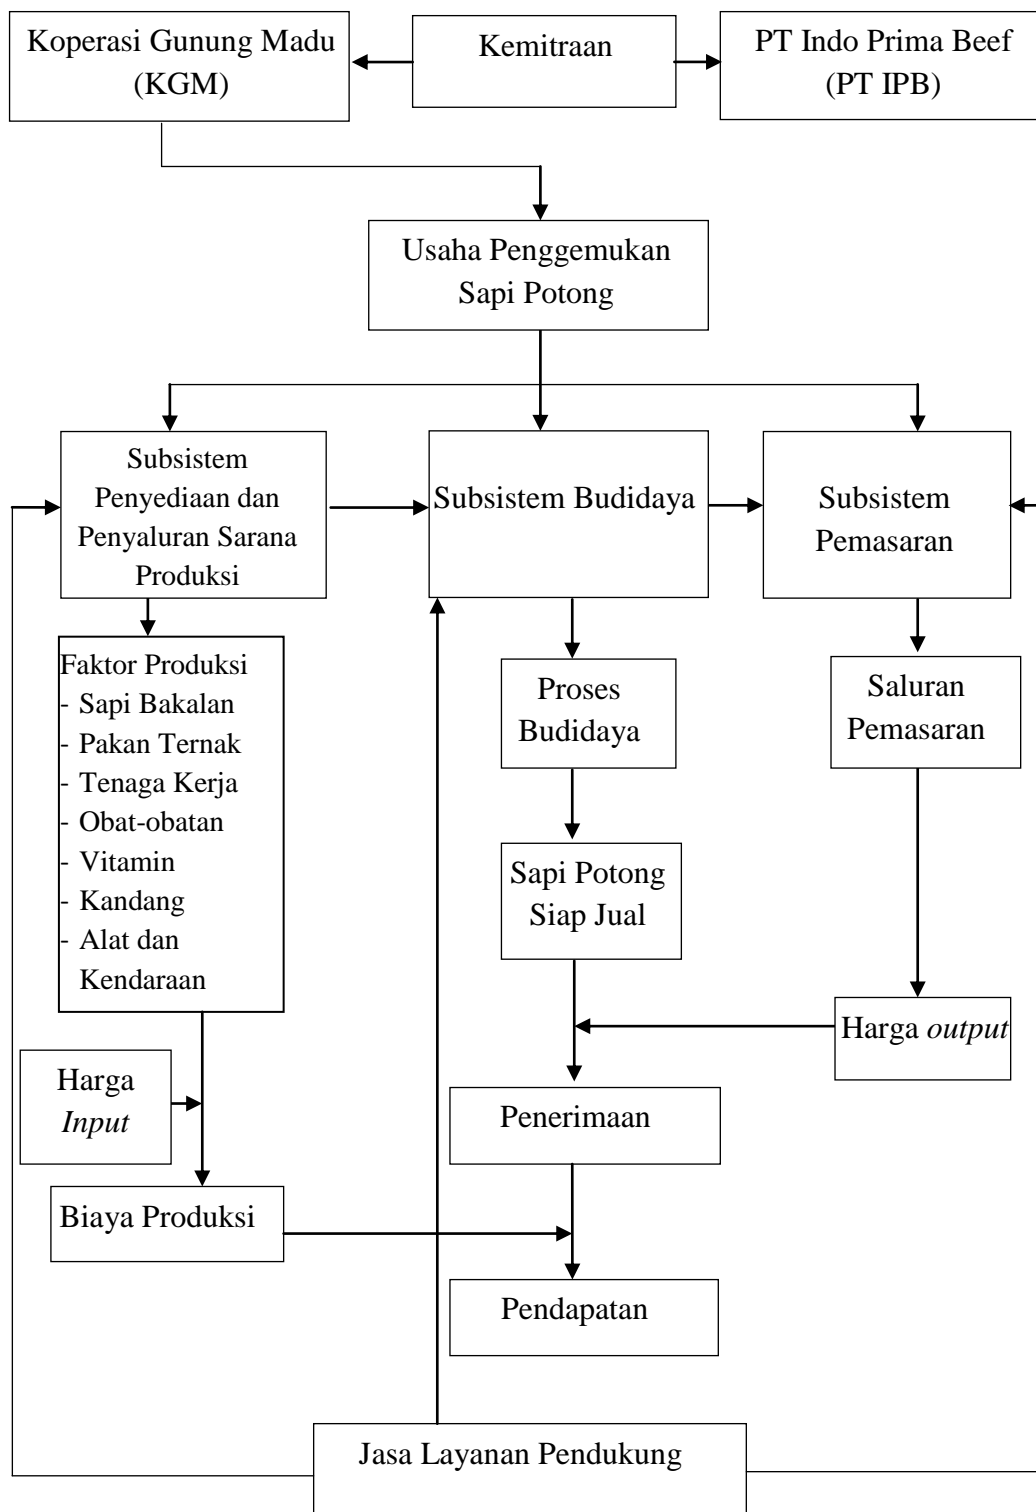 Koperasi Gunung Madu
(KGM)
Kemitraan
PT Indo Prima Beef
(PT IPB)
Usaha Penggemukan
Sapi Potong
Subsistem
Penyediaan dan
Penyaluran Sarana
Produksi
Subsistem Budidaya
Subsistem
Pemasaran
Faktor Produksi
- Sapi Bakalan
- Pakan Ternak
- Tenaga Kerja
- Obat-obatan
- Vitamin
- Kandang
- Alat dan
Kendaraan
Proses
Budidaya
Saluran
Pemasaran
Sapi Potong
Siap Jual
Harga output
Harga
Input
Penerimaan
Biaya Produksi
Pendapatan
Jasa Layanan Pendukung